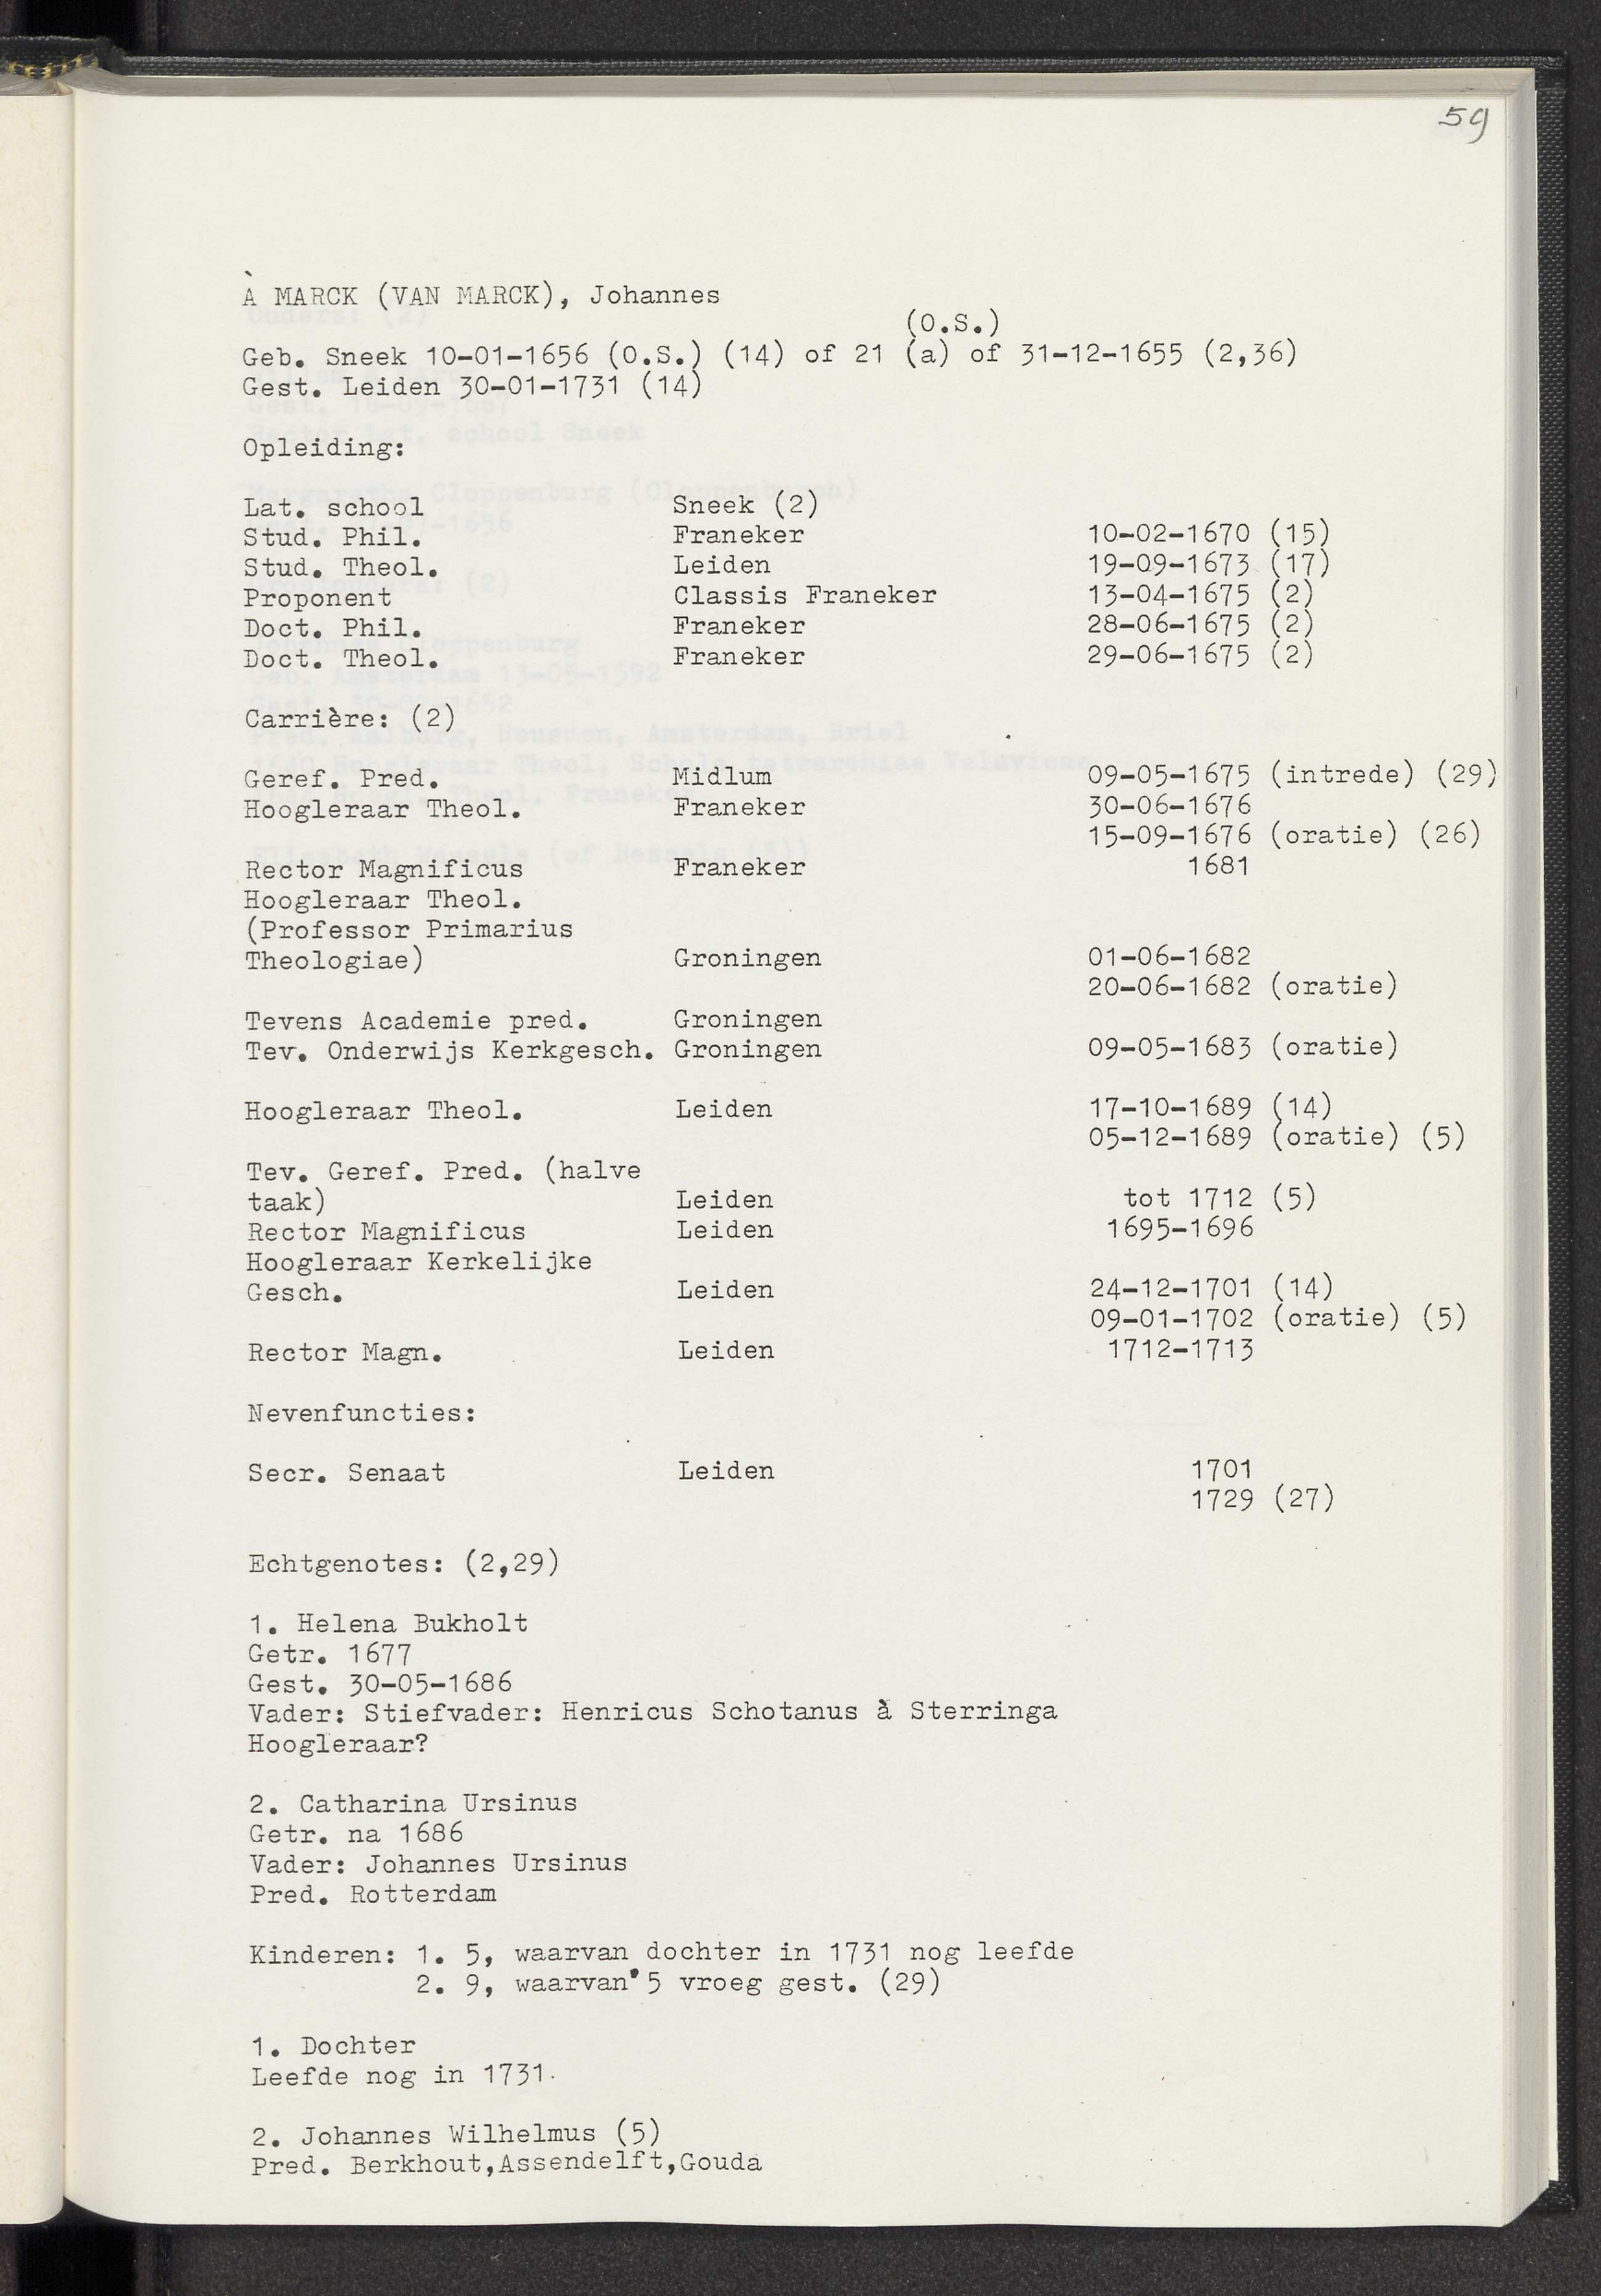 59
À MARCK (VAN MARCK), Johannes
(O.S.)
Geb. Sneek 10-01-1656 (O.S.) (14) of 21 (a) of 31-12-1655 (2,36)
Gest. Leiden 30-01-1731 (14)
Opleiding:
Lat. school Sneek (2)
Stud. Phil. Franeker 10-02-1670 (15)
Stud. Theol. Leiden 19-09-1673 (17)
Proponent Classis Franeker 13-04-1675 (2)
Doct. Phil. Franeker 28-06-1675 (2)
Doct. Theol. Franeker 29-06-1675 (2)
Carrière: (2)
Geref. Pred. Midlum 09-05-1675 (intrede) (29)
Hoogleraar Theol. Franeker 30-06-1676
15-09-1676 (oratie) (26)
Rector Magnificus Franeker 1681
Hoogleraar Theol.
(Professor Primarius
Theologiae) Groningen 01-06-1682
20-06-1682 (oratie)
Tevens Academie pred. Groningen
Tev. Onderwijs Kerkgesch. Groningen 09-05-1683 (oratie)
Hoogleraar Theol. Leiden 17-10-1689 (14)
05-12-1689 (oratie) (5)
Tev. Geref. Pred. (halve
taak) Leiden tot 1712 (5)
Rector Magnificus Leiden 1695-1696
Hoogleraar Kerkelijke
Gesch. Leiden 24-12-1701 (14)
09-01-1702 (oratie) (5)
Rector Magn. Leiden 1712-1713
Nevenfuncties:
Secr. Senaat Leiden 1701
1729 (27)
Echtgenotes: (2,29)
1. Helena Bukholt
Getr. 1677
Gest. 30-05-1686
Vader: Stiefvader: Henricus Schotanus à Sterringa
Hoogleraar?
2. Catharina Ursinus
Getr. na 1686
Vader: Johannes Ursinus
Pred. Rotterdam
Kinderen: 1. 5, waarvan dochter in 1731 nog leefde
2. 9, waarvan 5 vroeg gest. (29)
1. Dochter
Leefde nog in 1731.
2. Johannes Wilhelmus (5)
Pred. Berkhout,Assendelft,Gouda